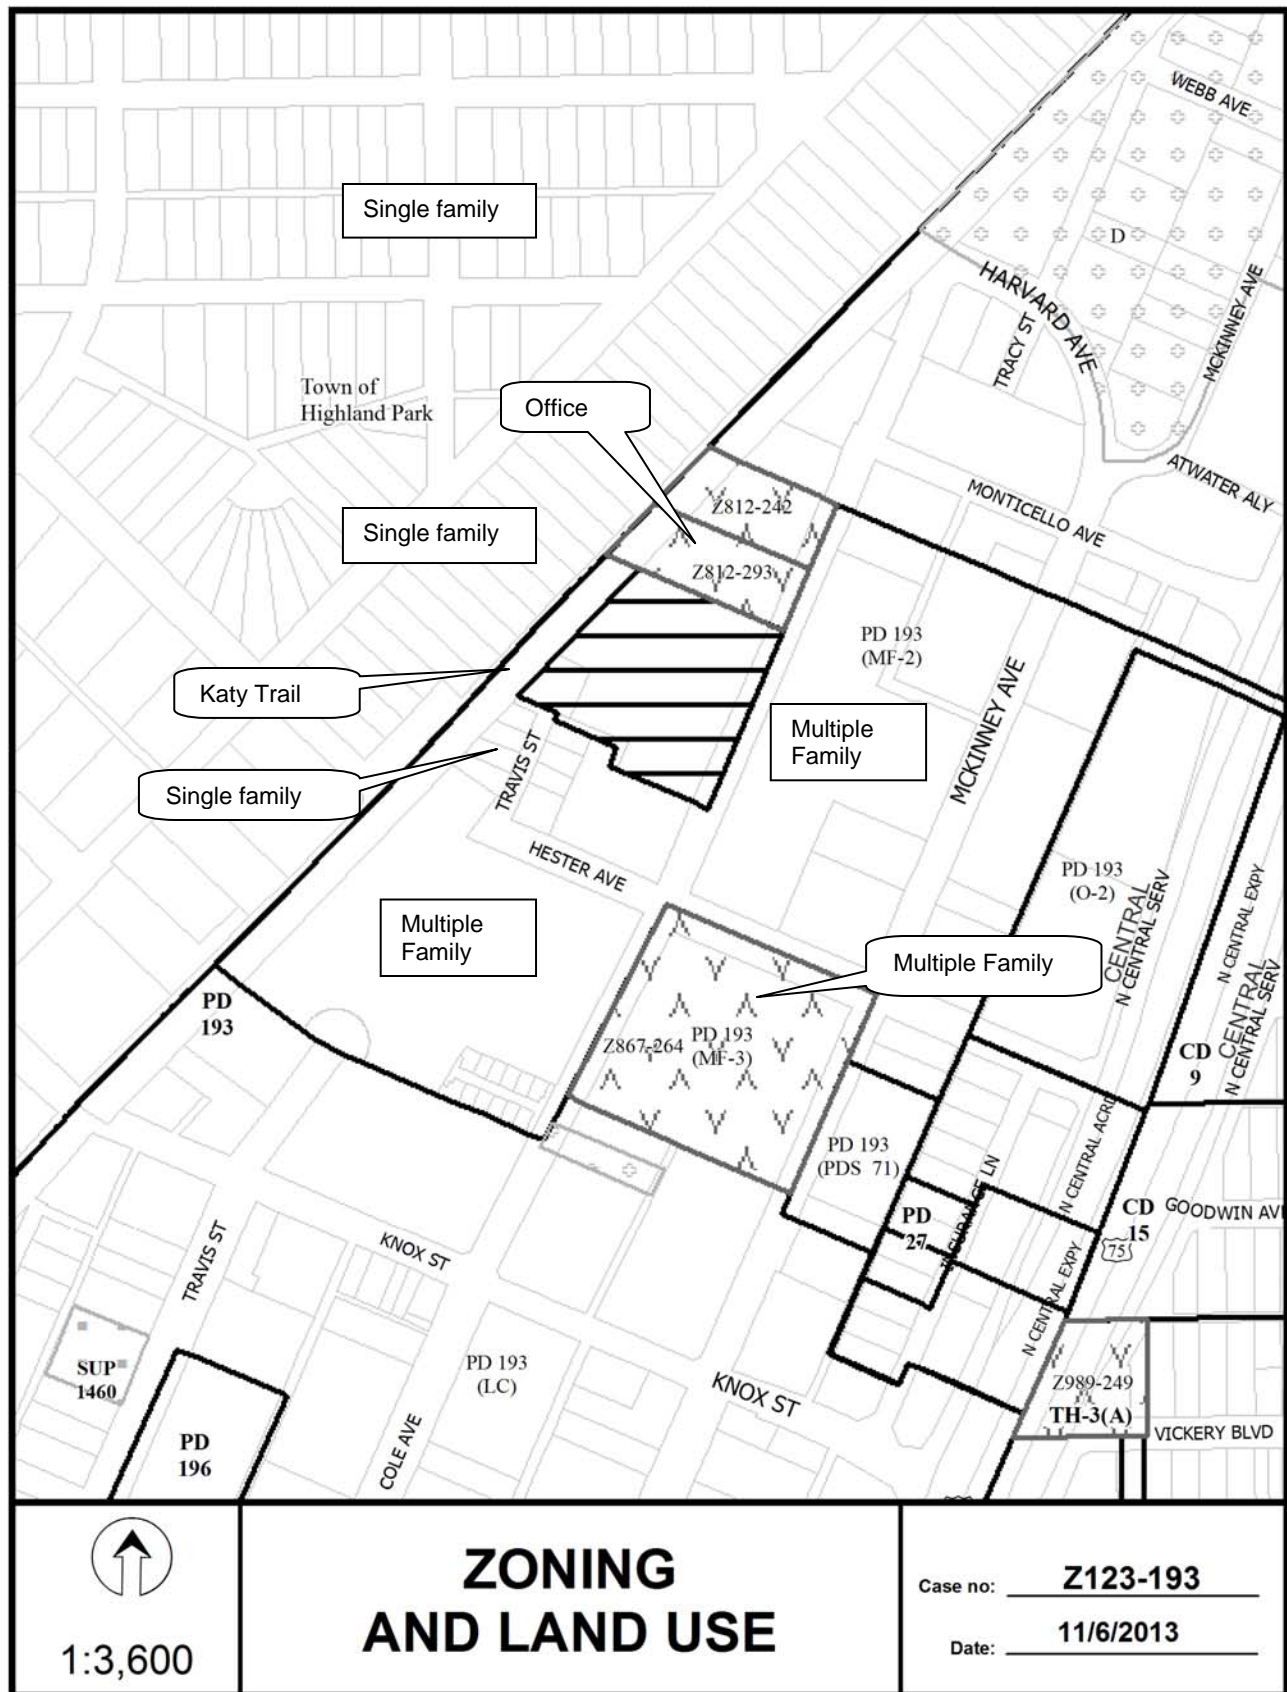 WEBB AVE
Single family
D
HARVARD AVE
TRACY ST
MCKINNEY AVE
Town of
Highland Park
Office
ATWATER ALY
MONTICELLO AVE
Z812-242
Single family
Z812-293
PD 193
(MF-2)
Katy Trail
MCKINNEY AVE
Multiple
Family
TRAVIS ST
Single family
HESTER AVE
PD 193
(O-2)
CENTRAL
N CENTRAL SERV
N CENTRAL EXPY
CENTRAL
N CENTRAL SERV
Multiple
Family
Multiple Family
PD
193
Z867-264
PD 193
(MF-3)
CD
9
PD 193
(PDS 71)
N CENTRAL ACRD
INSURANCE LN
CD
15
GOODWIN AV
75
PD
27
KNOX ST
TRAVIS ST
N CENTRAL EXPY
SUP
1460
PD 193
(LC)
KNOX ST
Z989-249
TH-3(A)
VICKERY BLVD
PD
196
COLE AVE
1:3,600
ZONING
AND LAND USE
Case no: Z123-193
Date: 11/6/2013